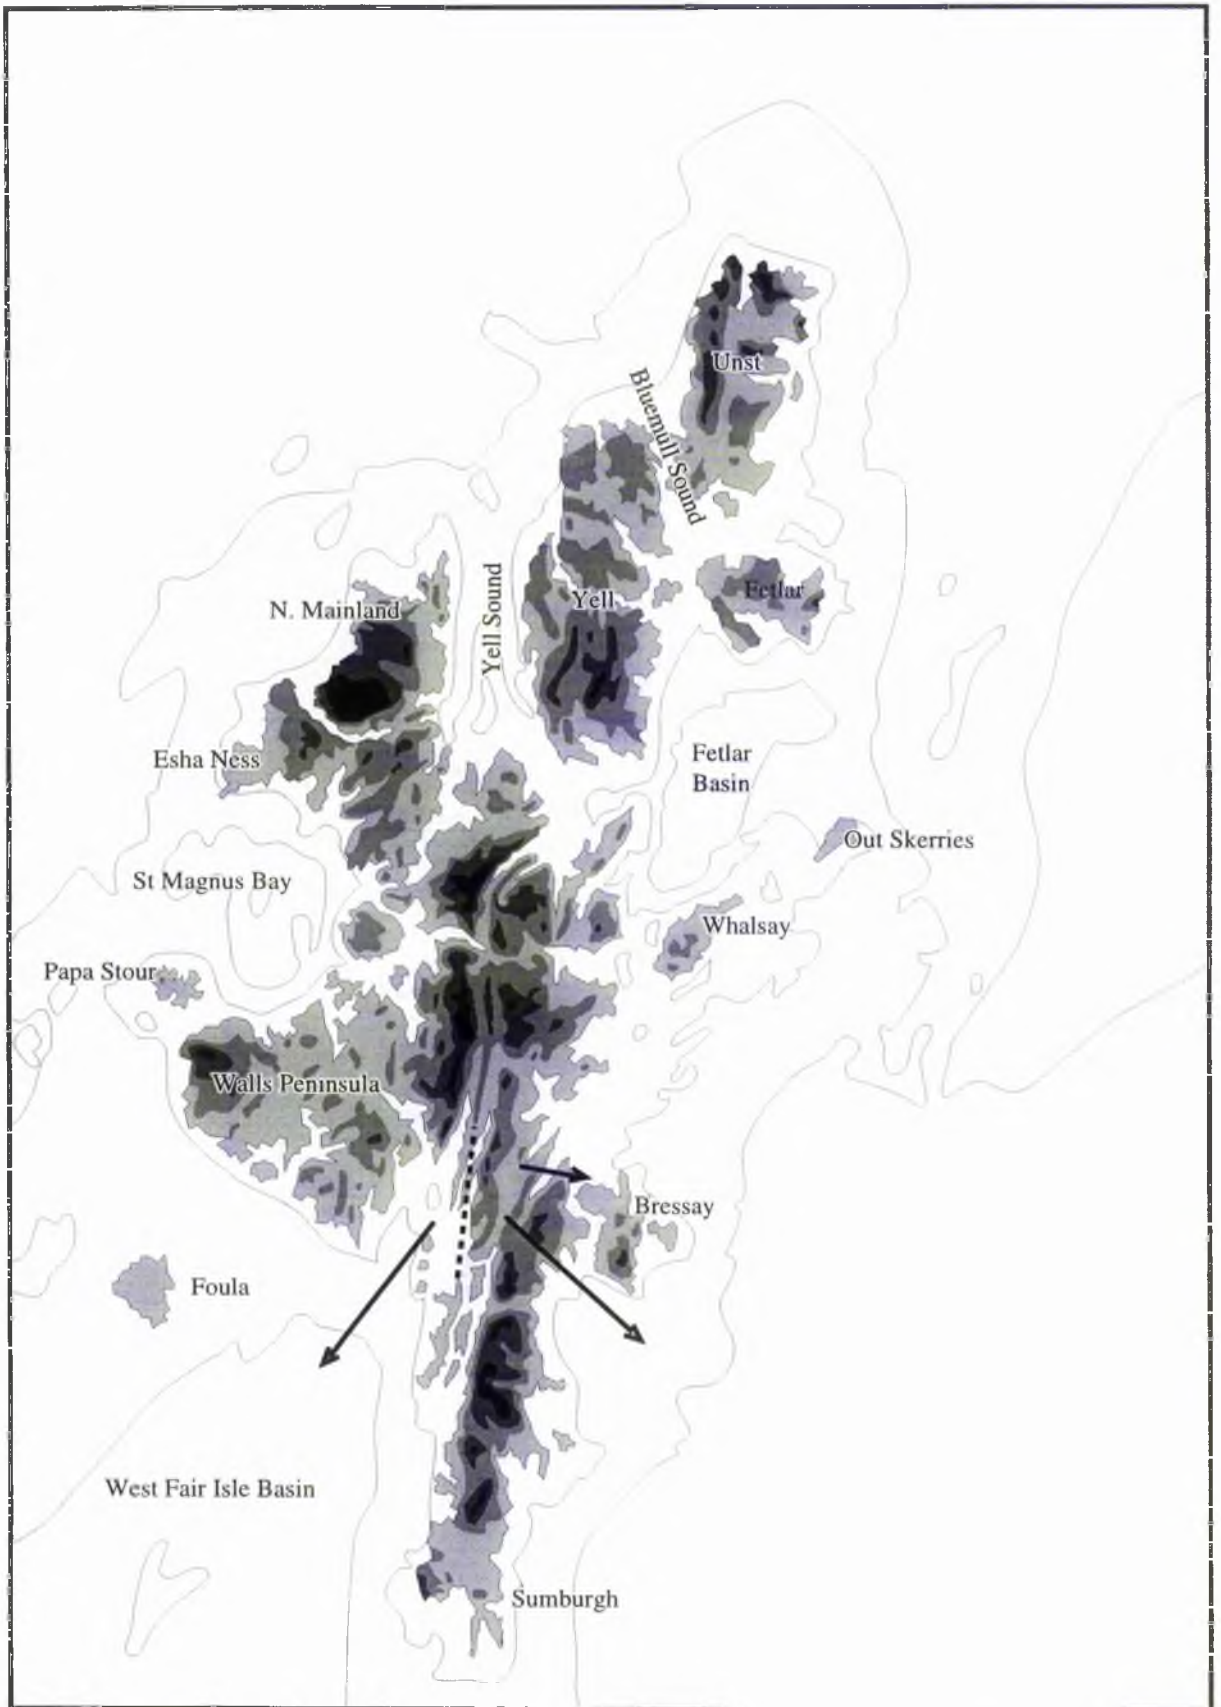 Unst
Bluemull Sound
N. Mainland
Yell Sound
Yell
Fetlar
Esha Ness
Fetlar
Basin
Out Skerries
St Magnus Bay
Whalsay
Papa Stour
Walls Peninsula
Bressay
Foula
West Fair Isle Basin
Sumburgh